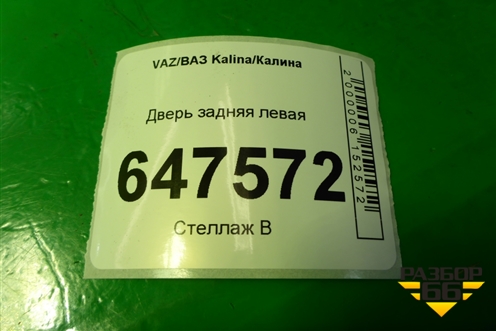 VAZ/ВАЗ Kalina/Калина
Дверь задняя левая
647572
Стеллаж В
2000006152572
РАЗБОР
66